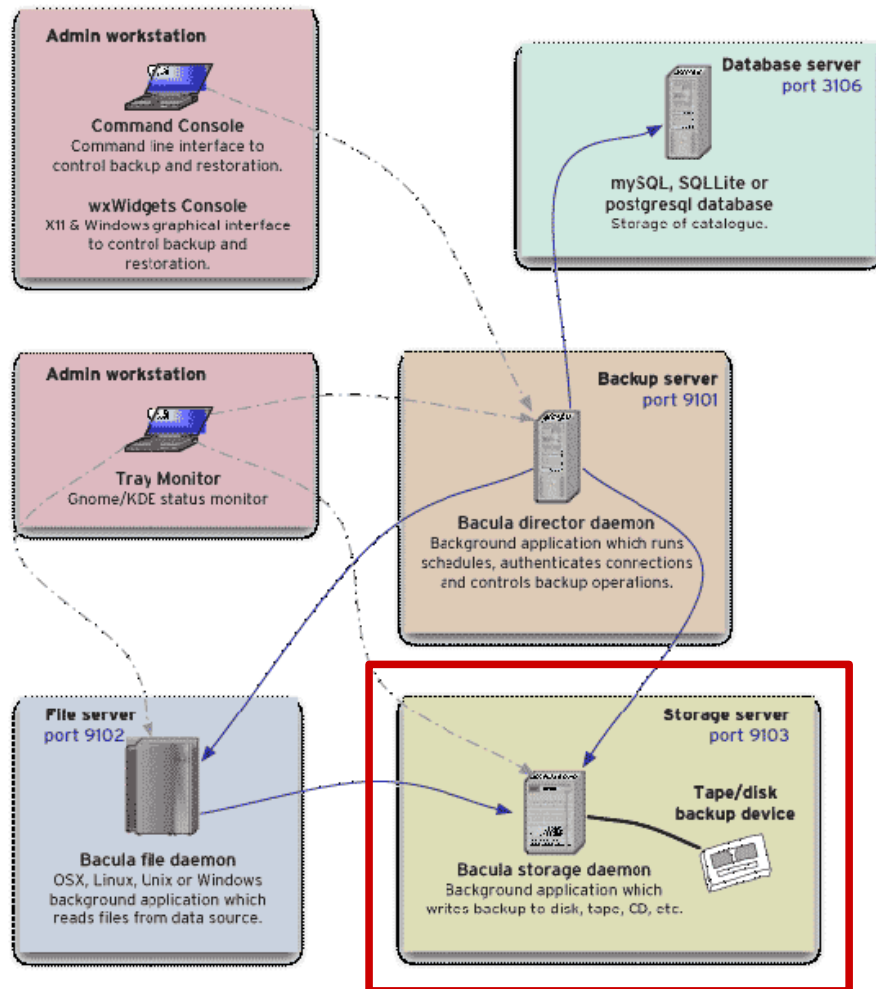 Admin workstation
Command Console
Command line interface to
control backup and restoration.
wxWidgets Console
X11 & Windows graphical interface
to control backup and
restoration.
Database server
port 3106
mySQL, SQLLite or
postgresql database
Storage of catalogue.
Admin workstation
Tray Monitor
Gnome/KDE status monitor
Backup server
port 9101
Bacula director daemon
Background application which runs
schedules, authenticates connections
and controls backup operations.
File server
port 9102
Bacula file daemon
OSX, Linux, Unix or Windows
background application which
reads files from data source.
Storage server
port 9103
Tape/disk
backup device
Bacula storage daemon
Background application which
writes backup to disk, tape, CD, etc.